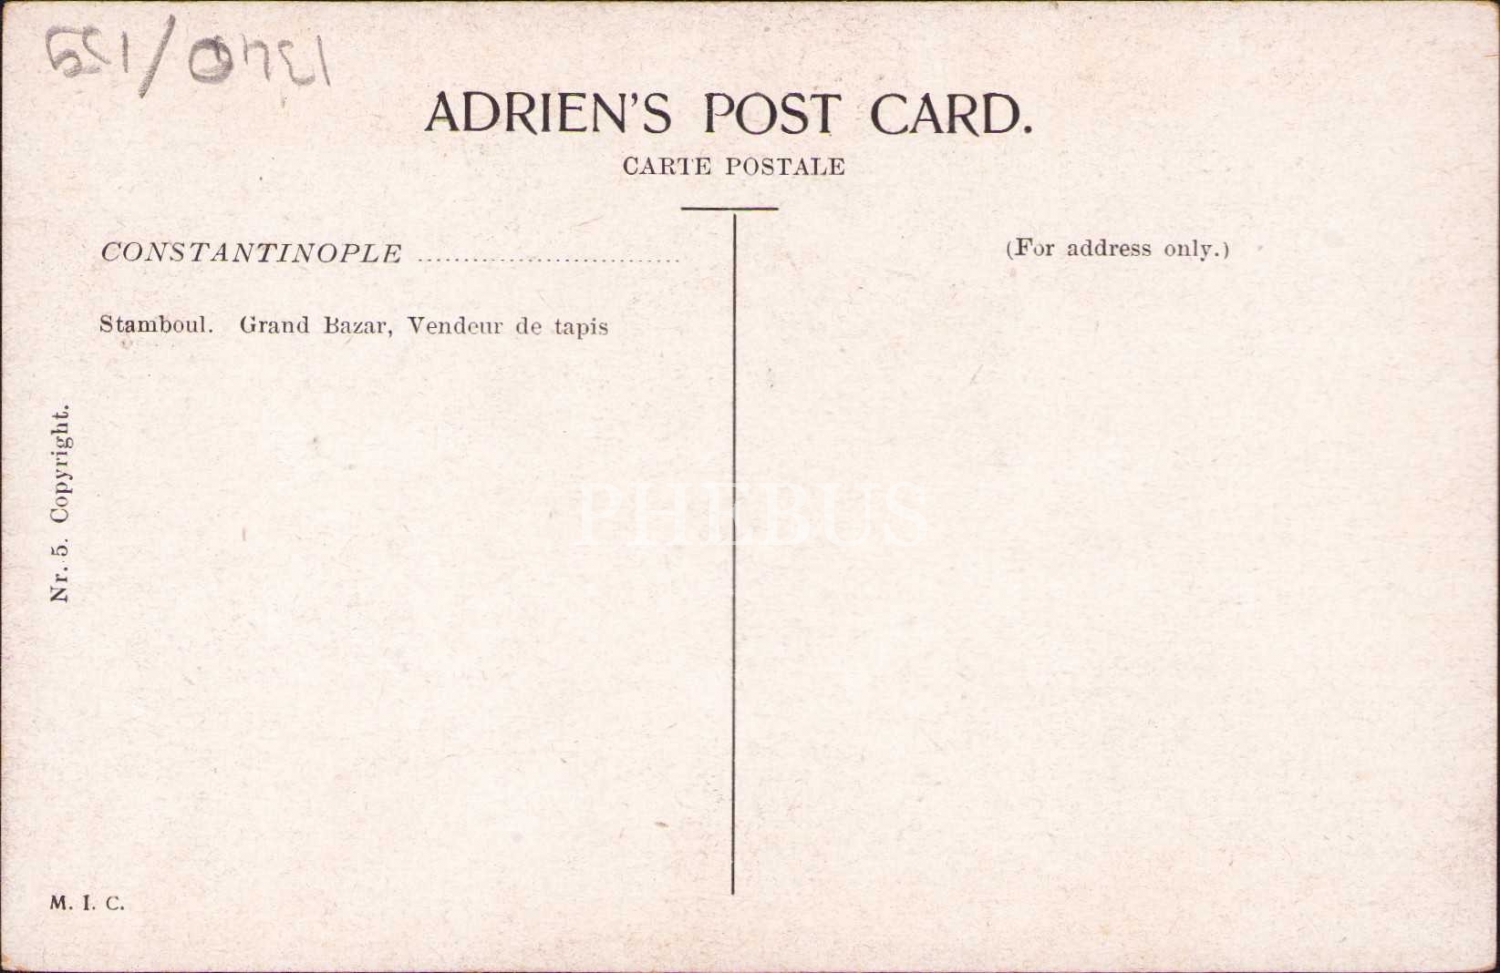 ADRIEN'S POST CARD.
CARTE POSTALE
CONSTANTINOPLE ............................
(For address only.)
Stamboul. Grand Bazar, Vendeur de tapis
Nr. 5. Copyright.
PHEBUS
M. I. C.